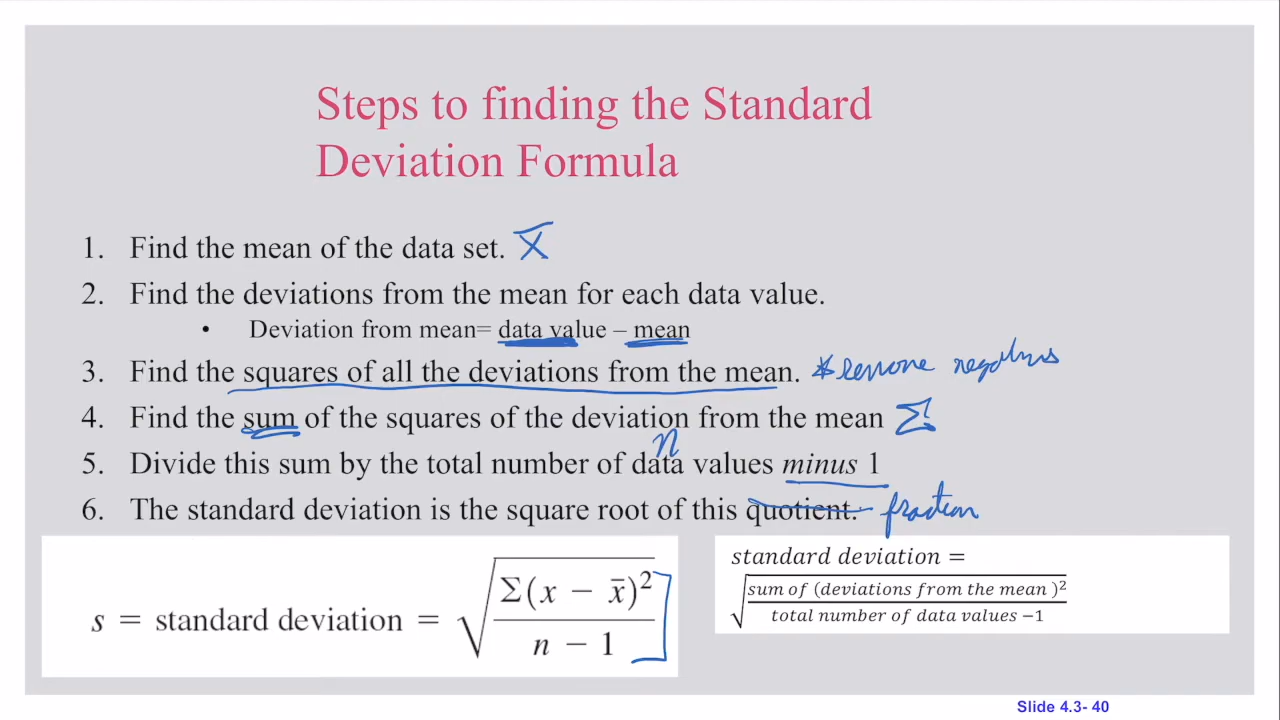 Steps to finding the Standard
Deviation Formula
1. Find the mean of the data set. x̄
2. Find the deviations from the mean for each data value.
• Deviation from mean= data value – mean
3. Find the squares of all the deviations from the mean. *remove negatives
4. Find the sum of the squares of the deviation from the mean Σ
n
5. Divide this sum by the total number of data values minus 1
6. The standard deviation is the square root of this quotient. fraction
s = standard deviation = √(Σ(x − x̄)² / (n − 1))
standard deviation =
√(sum of (deviations from the mean )² / total number of data values −1)
Slide 4.3- 40